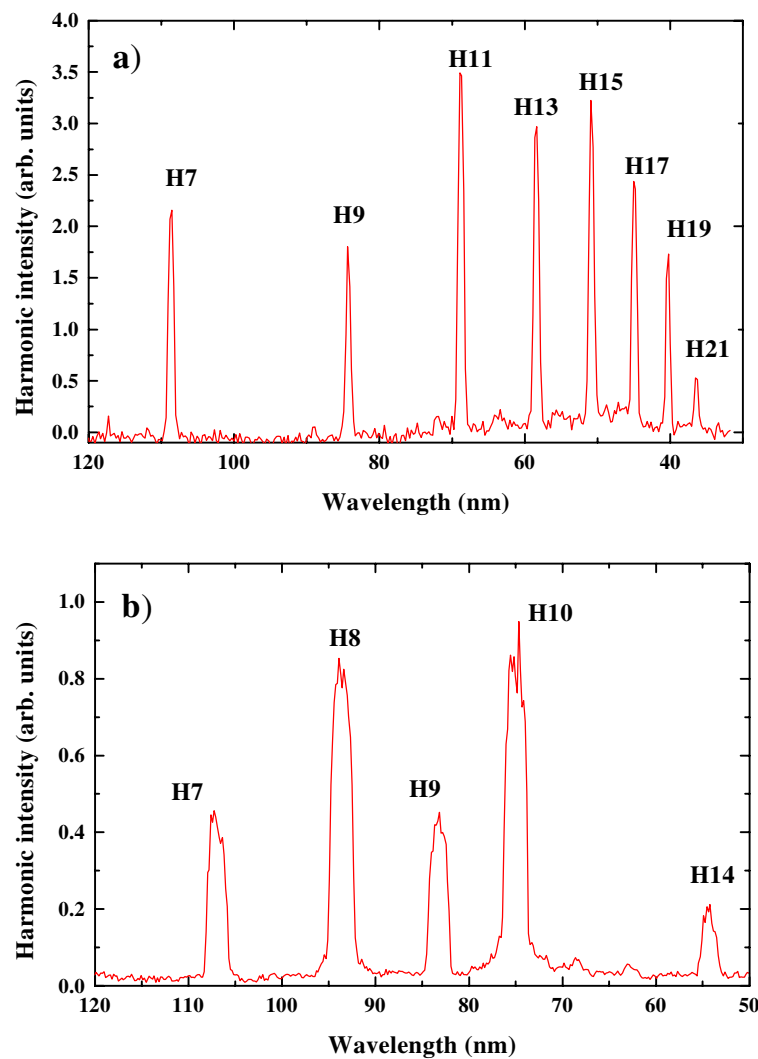 a)
Harmonic intensity (arb. units)
4.0
3.5
3.0
2.5
2.0
1.5
1.0
0.5
0.0
H7
H9
H11
H13
H15
H17
H19
H21
120 100 80 60 40
Wavelength (nm)
b)
Harmonic intensity (arb. units)
1.0
0.8
0.6
0.4
0.2
0.0
H7
H8
H9
H10
H14
120 110 100 90 80 70 60 50
Wavelength (nm)